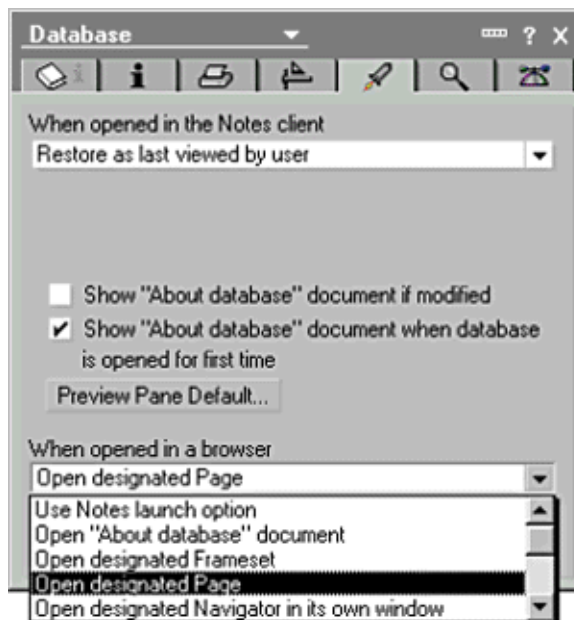 Database
? X
i
When opened in the Notes client
Restore as last viewed by user
Show "About database" document if modified
Show "About database" document when database
is opened for first time
Preview Pane Default...
When opened in a browser
Open designated Page
Use Notes launch option
Open "About database" document
Open designated Frameset
Open designated Page
Open designated Navigator in its own window